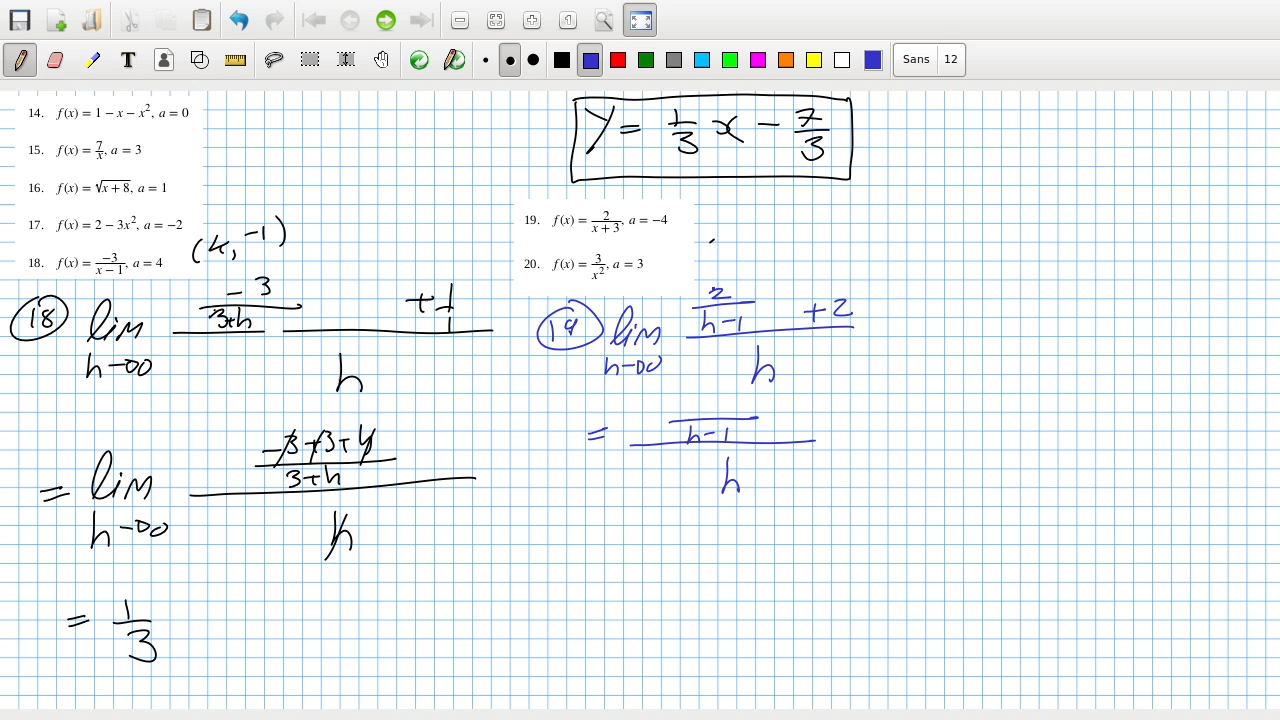 Sans 12
14. f(x) = 1 − x − x², a = 0
15. f(x) = 7/x, a = 3
16. f(x) = √(x + 8), a = 1
17. f(x) = 2 − 3x², a = −2
18. f(x) = −3/(x − 1), a = 4
(4, −1)
(18) lim h→0 (−3/(3+h) + 1/1)/h
= lim h→0 ((−3+3+h)/(3+h))/h
= 1/3
y = 1/3 x − 7/3
19. f(x) = 2/(x + 3), a = −4
20. f(x) = 3/x², a = 3
(19) lim h→0 (2/(h−1) + 2)/h
= (/(h−1))/h